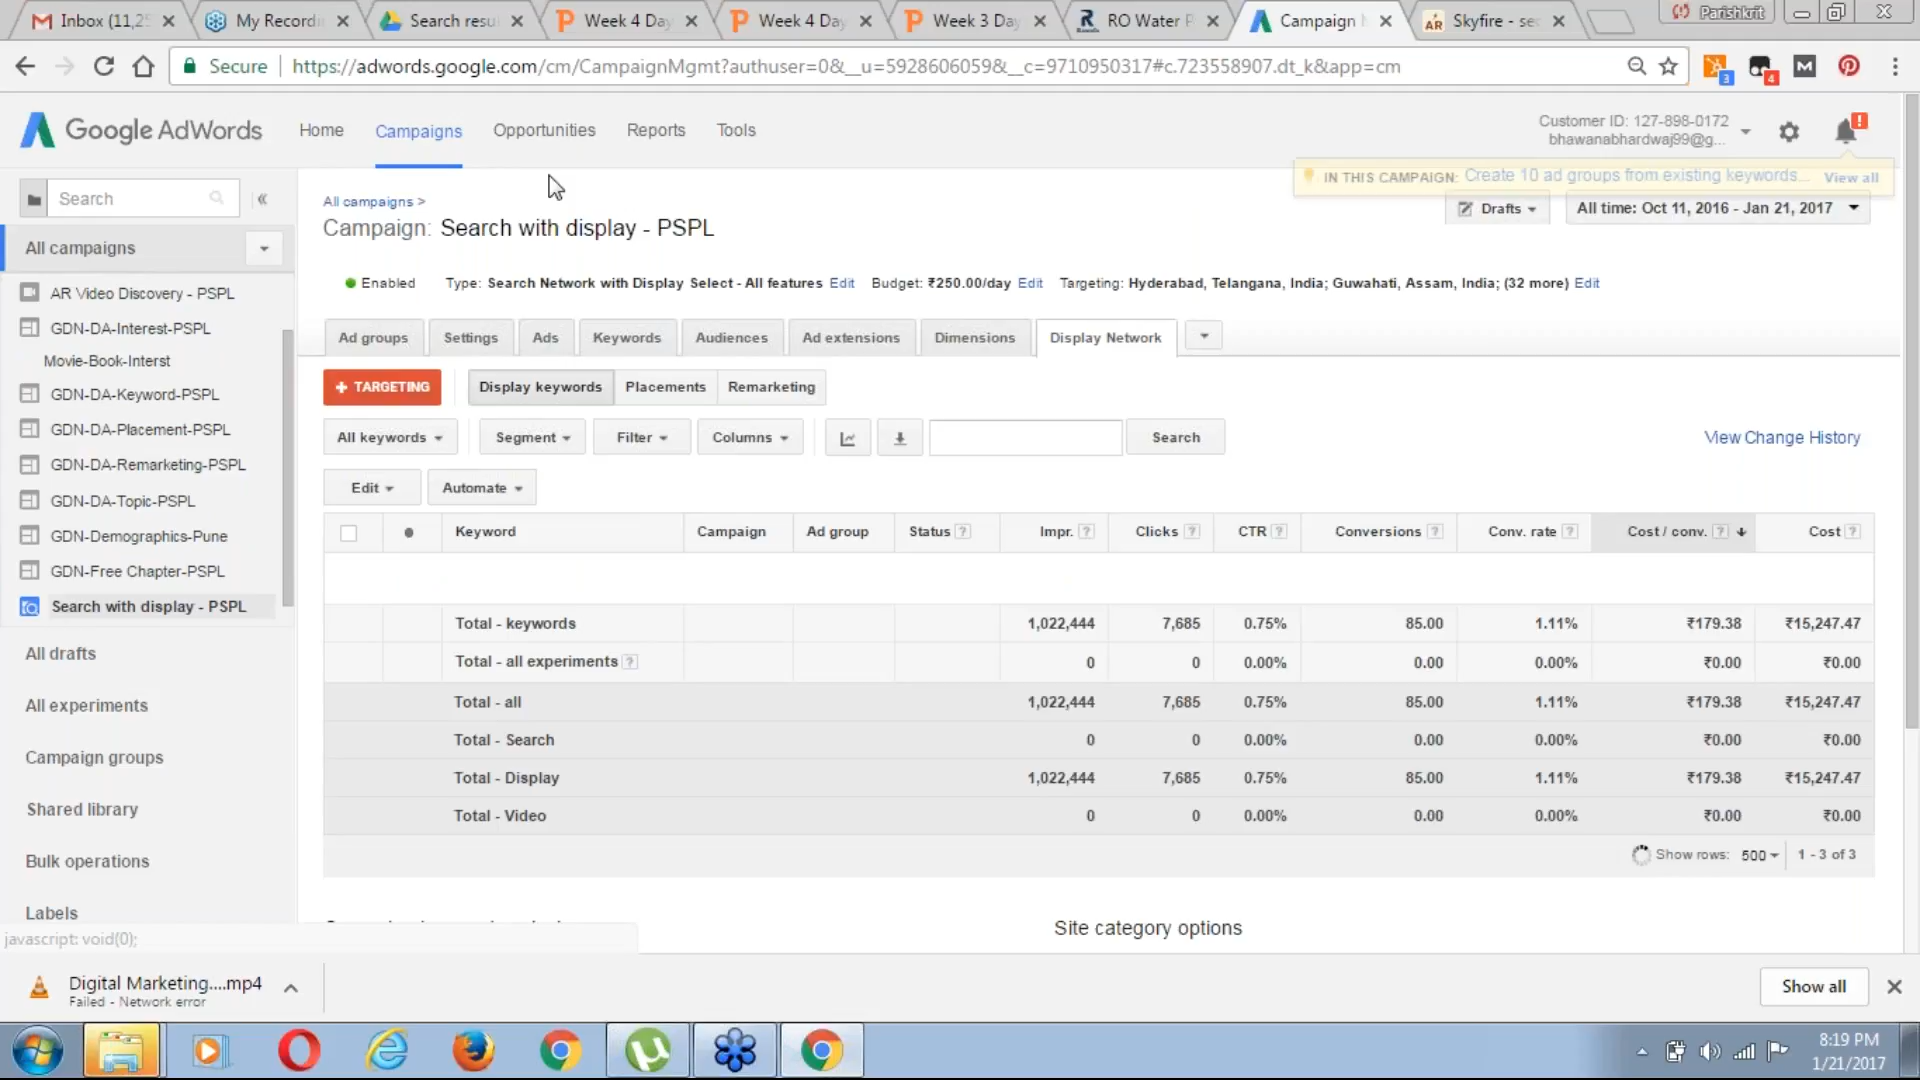 Inbox (11,25
My Recordi
Search resu
Week 4 Day
Week 4 Day
Week 3 Day
RO Water P
Campaign M
Skyfire - se
Parishkrit
Secure
https://adwords.google.com/cm/CampaignMgmt?authuser=0&__u=5928606059&__c=9710950317#c.723558907.dt_k&app=cm
3
4
Google AdWords
Home
Campaigns
Opportunities
Reports
Tools
Customer ID: 127-898-0172
bhawanabhardwaj99@g...
IN THIS CAMPAIGN: Create 10 ad groups from existing keywords... View all
Search
All campaigns >
Campaign: Search with display - PSPL
Drafts
All time: Oct 11, 2016 - Jan 21, 2017
Enabled Type: Search Network with Display Select - All features Edit Budget: ₹250.00/day Edit Targeting: Hyderabad, Telangana, India; Guwahati, Assam, India; (32 more) Edit
All campaigns
AR Video Discovery - PSPL
GDN-DA-Interest-PSPL
Movie-Book-Interst
GDN-DA-Keyword-PSPL
GDN-DA-Placement-PSPL
GDN-DA-Remarketing-PSPL
GDN-DA-Topic-PSPL
GDN-Demographics-Pune
GDN-Free Chapter-PSPL
Search with display - PSPL
All drafts
All experiments
Campaign groups
Shared library
Bulk operations
Labels
Ad groups Settings Ads Keywords Audiences Ad extensions Dimensions Display Network
+ TARGETING
Display keywords Placements Remarketing
All keywords Segment Filter Columns Search
View Change History
Edit Automate
Keyword Campaign Ad group Status ? Impr. ? Clicks ? CTR ? Conversions ? Conv. rate ? Cost / conv. ? Cost ?
Total - keywords 1,022,444 7,685 0.75% 85.00 1.11% ₹179.38 ₹15,247.47
Total - all experiments ? 0 0 0.00% 0.00 0.00% ₹0.00 ₹0.00
Total - all 1,022,444 7,685 0.75% 85.00 1.11% ₹179.38 ₹15,247.47
Total - Search 0 0 0.00% 0.00 0.00% ₹0.00 ₹0.00
Total - Display 1,022,444 7,685 0.75% 85.00 1.11% ₹179.38 ₹15,247.47
Total - Video 0 0 0.00% 0.00 0.00% ₹0.00 ₹0.00
Show rows: 500 1 - 3 of 3
Site category options
javascript: void(0);
Digital Marketing....mp4
Failed - Network error
Show all
8:19 PM
1/21/2017